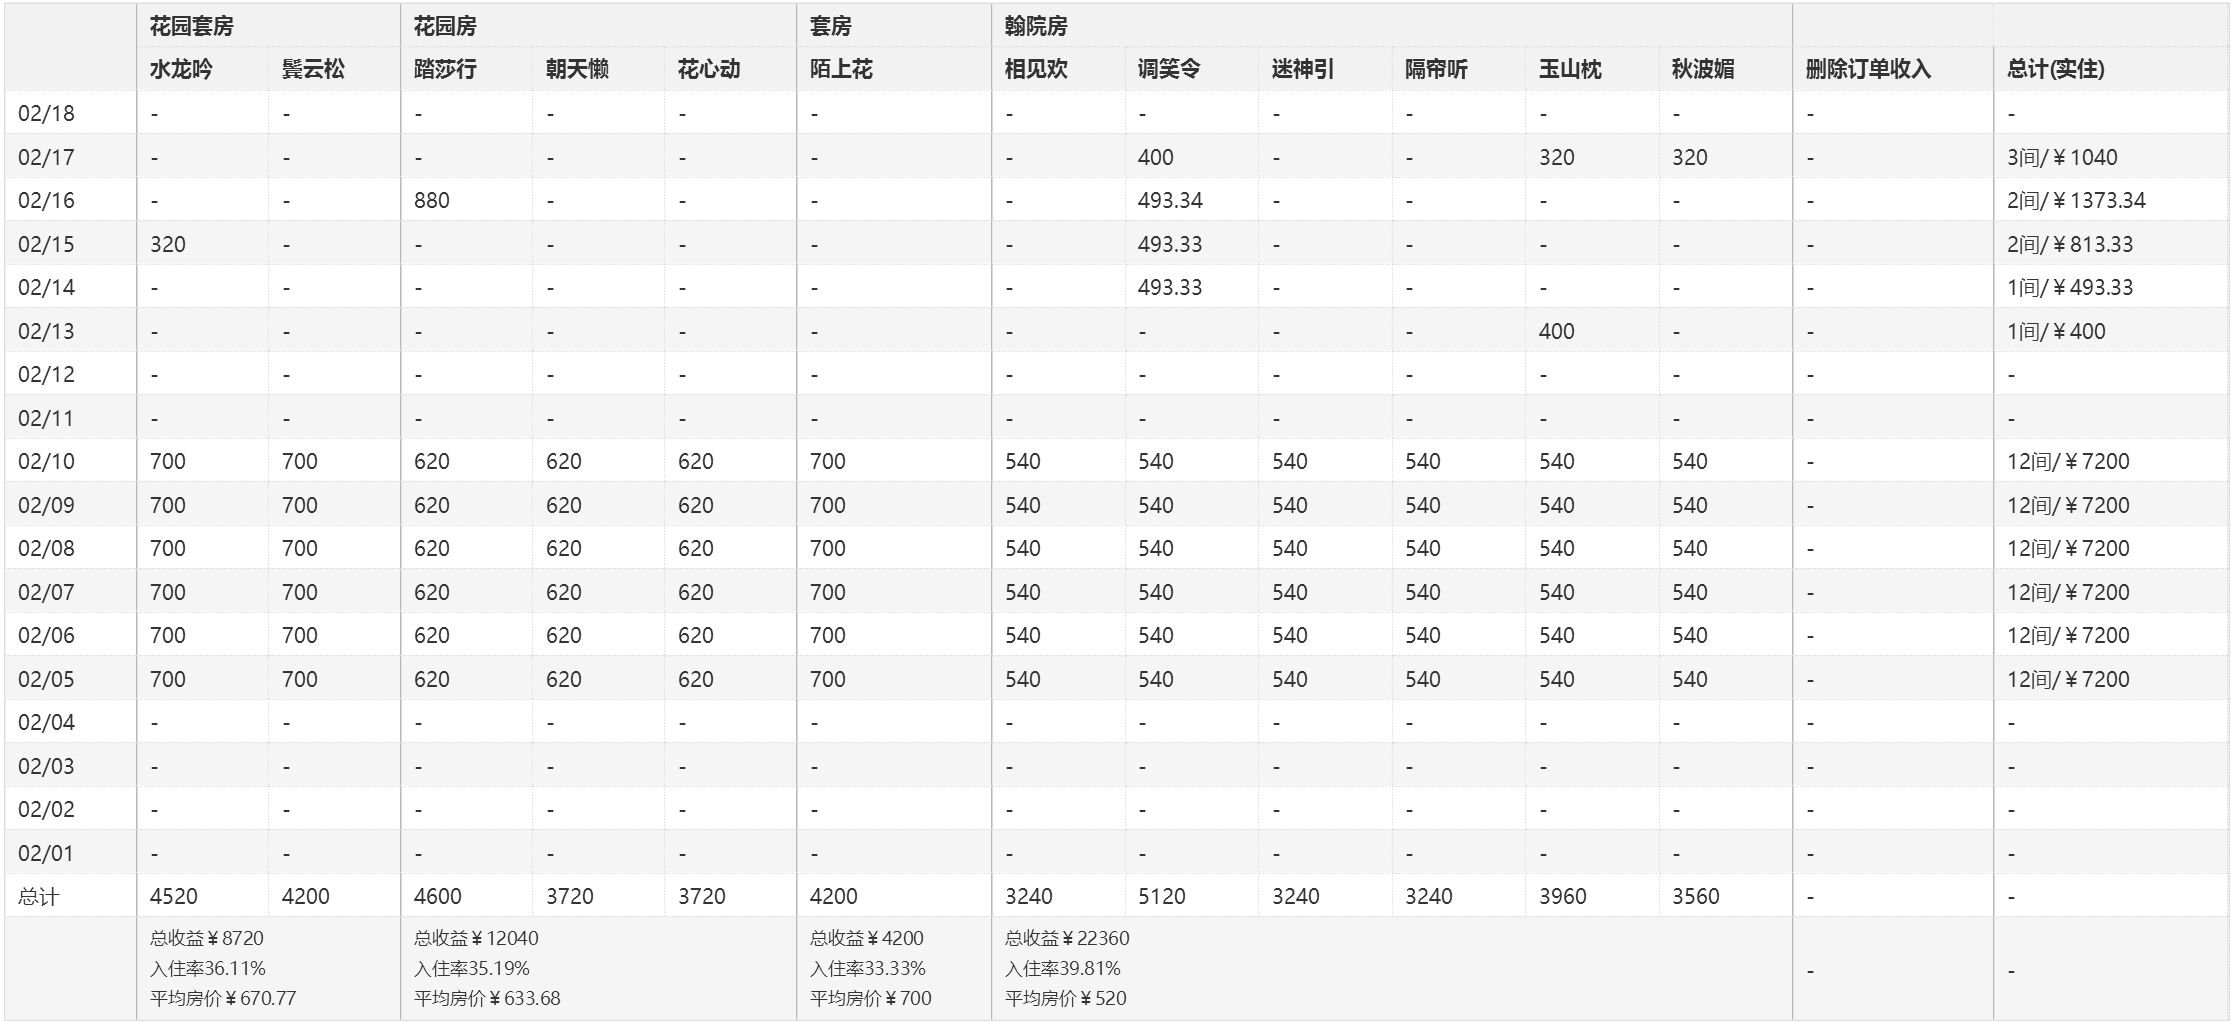 花园套房 花园房 套房 翰院房
水龙吟 鬓云松 踏莎行 朝天懒 花心动 陌上花 相见欢 调笑令 迷神引 隔帘听 玉山枕 秋波媚 删除订单收入 总计(实住)
02/18 - - - - - - - - - - - - - -
02/17 - - - - - - - 400 - - 320 320 - 3间/￥1040
02/16 - - 880 - - - - 493.34 - - - - - 2间/￥1373.34
02/15 320 - - - - - - 493.33 - - - - - 2间/￥813.33
02/14 - - - - - - - 493.33 - - - - - 1间/￥493.33
02/13 - - - - - - - - - - 400 - - 1间/￥400
02/12 - - - - - - - - - - - - - -
02/11 - - - - - - - - - - - - - -
02/10 700 700 620 620 620 700 540 540 540 540 540 540 - 12间/￥7200
02/09 700 700 620 620 620 700 540 540 540 540 540 540 - 12间/￥7200
02/08 700 700 620 620 620 700 540 540 540 540 540 540 - 12间/￥7200
02/07 700 700 620 620 620 700 540 540 540 540 540 540 - 12间/￥7200
02/06 700 700 620 620 620 700 540 540 540 540 540 540 - 12间/￥7200
02/05 700 700 620 620 620 700 540 540 540 540 540 540 - 12间/￥7200
02/04 - - - - - - - - - - - - - -
02/03 - - - - - - - - - - - - - -
02/02 - - - - - - - - - - - - - -
02/01 - - - - - - - - - - - - - -
总计 4520 4200 4600 3720 3720 4200 3240 5120 3240 3240 3960 3560 - -
总收益￥8720 总收益￥12040 总收益￥4200 总收益￥22360
入住率36.11% 入住率35.19% 入住率33.33% 入住率39.81% - -
平均房价￥670.77 平均房价￥633.68 平均房价￥700 平均房价￥520